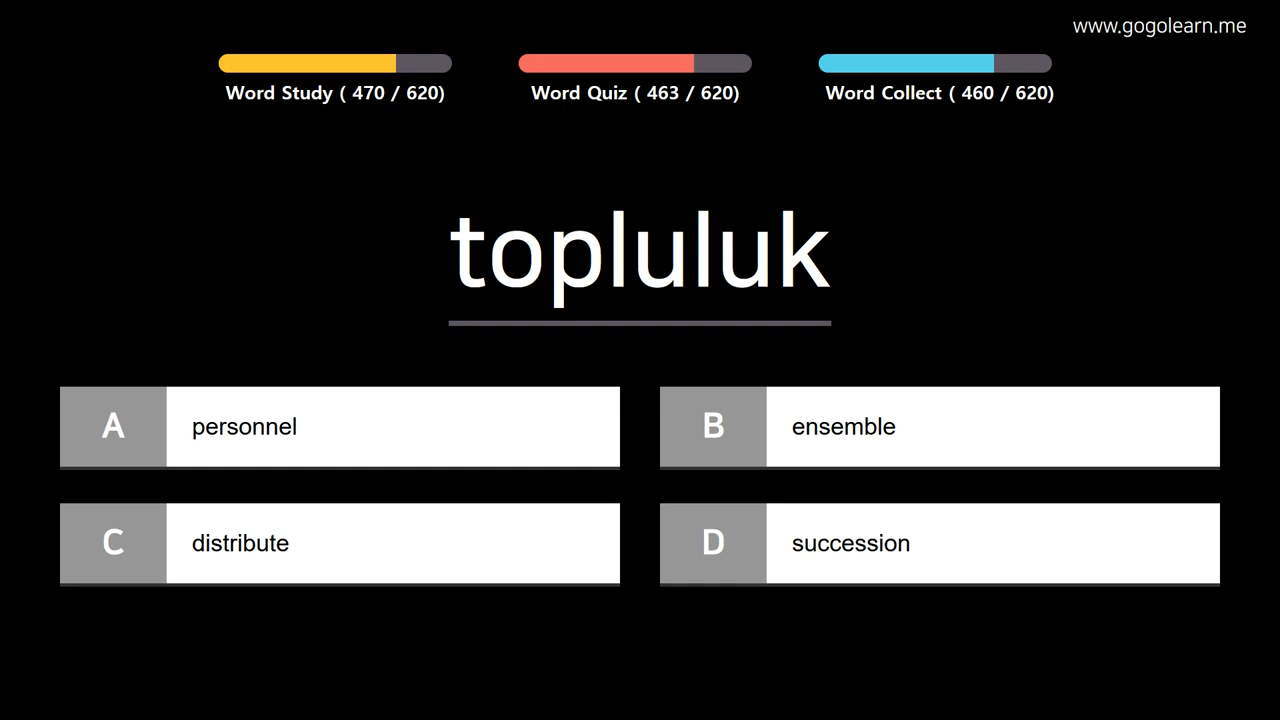 www.gogolearn.me
Word Study ( 470 / 620)
Word Quiz ( 463 / 620)
Word Collect ( 460 / 620)
topluluk
A personnel
B ensemble
C distribute
D succession